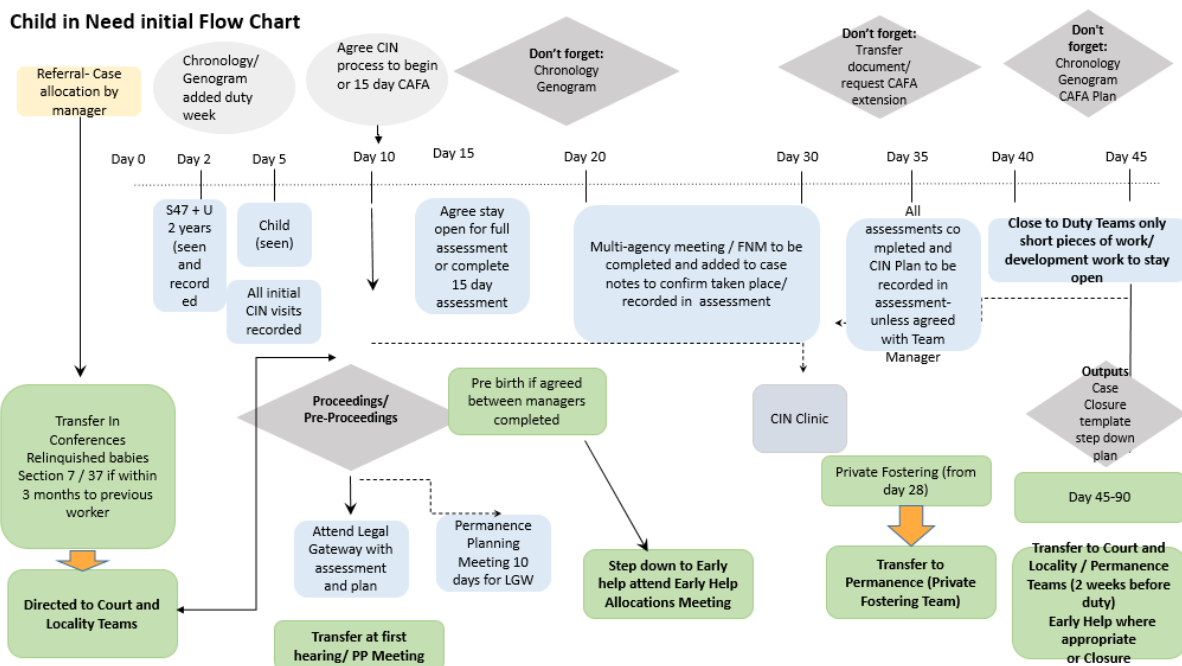 Child in Need initial Flow Chart
Referral- Case
allocation by
manager
Chronology/
Genogram
added duty
week
Agree CIN
process to begin
or 15 day CAFA
Don't forget:
Chronology
Genogram
Don't forget:
Transfer
document/
request CAFA
extension
Don't
forget:
Chronology
Genogram
CAFA Plan
Day 0
Day 2
Day 5
Day 10
Day 15
Day 20
Day 30
Day 35
Day 40
Day 45
S47 + U
2 years
(seen
and
record
ed
Child
(seen)
All initial
CIN visits
recorded
Agree stay
open for full
assessment
or complete
15 day
assessment
Multi-agency meeting / FNM to be
completed and added to case
notes to confirm taken place/
recorded in assessment
All
assessments co
mpleted and
CIN Plan to be
recorded in
assessment-
unless agreed
with Team
Manager
Close to Duty Teams only
short pieces of work/
development work to stay
open
Transfer In
Conferences
Relinquished babies
Section 7 / 37 if within
3 months to previous
worker
Directed to Court and
Locality Teams
Proceedings/
Pre-Proceedings
Attend Legal
Gateway with
assessment
and plan
Permanence
Planning
Meeting 10
days for LGW
Transfer at first
hearing/ PP Meeting
Pre birth if agreed
between managers
completed
Step down to Early
help attend Early Help
Allocations Meeting
CIN Clinic
Private Fostering (from
day 28)
Transfer to
Permanence (Private
Fostering Team)
Outputs
Case
Closure
template
step down
plan
Day 45-90
Transfer to Court and
Locality / Permanence
Teams (2 weeks before
duty)
Early Help where
appropriate
or Closure